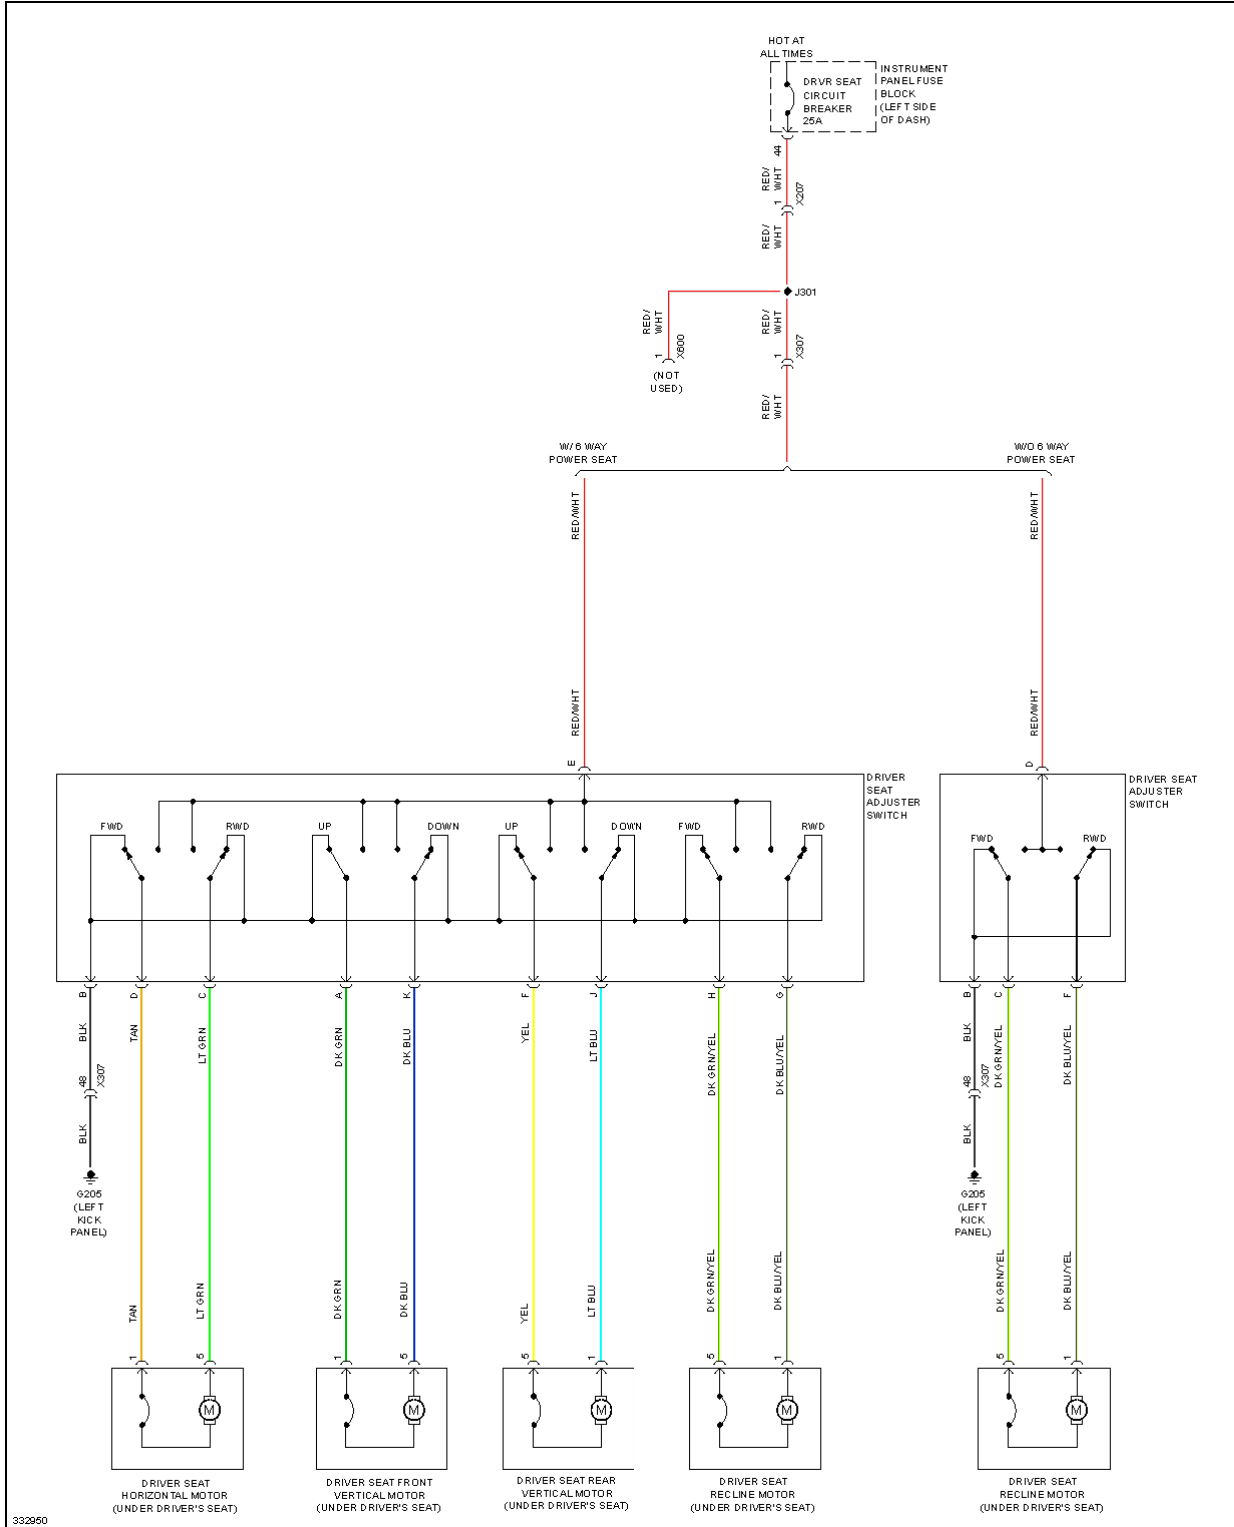 HOT AT
ALL TIMES
DRVR SEAT
CIRCUIT
BREAKER
25A
INSTRUMENT
PANEL FUSE
BLOCK
(LEFT SIDE
OF DASH)
44
RED/
WHT
1
X207
RED/
WHT
J301
RED/
WHT
1
X600
(NOT
USED)
RED/
WHT
1
X307
RED/
WHT
W/ 6 WAY
POWER SEAT
W/O 6 WAY
POWER SEAT
RED/WHT
RED/WHT
RED/WHT
RED/WHT
E
D
DRIVER
SEAT
ADJUSTER
SWITCH
DRIVER SEAT
ADJUSTER
SWITCH
FWD
RWD
UP
DOWN
UP
DOWN
FWD
RWD
FWD
RWD
B
D
C
A
K
F
J
H
G
B
C
F
BLK
TAN
LT GRN
DK GRN
DK BLU
YEL
LT BLU
DK GRN/YEL
DK BLU/YEL
BLK
DK GRN/YEL
DK BLU/YEL
48
X307
48
X307
BLK
BLK
G205
(LEFT
KICK
PANEL)
G205
(LEFT
KICK
PANEL)
TAN
LT GRN
DK GRN
DK BLU
YEL
LT BLU
DK GRN/YEL
DK BLU/YEL
DK GRN/YEL
DK BLU/YEL
1
5
1
5
5
1
5
1
5
1
M
M
M
M
M
DRIVER SEAT
HORIZONTAL MOTOR
(UNDER DRIVER'S SEAT)
DRIVER SEAT FRONT
VERTICAL MOTOR
(UNDER DRIVER'S SEAT)
DRIVER SEAT REAR
VERTICAL MOTOR
(UNDER DRIVER'S SEAT)
DRIVER SEAT
RECLINE MOTOR
(UNDER DRIVER'S SEAT)
DRIVER SEAT
RECLINE MOTOR
(UNDER DRIVER'S SEAT)
332950